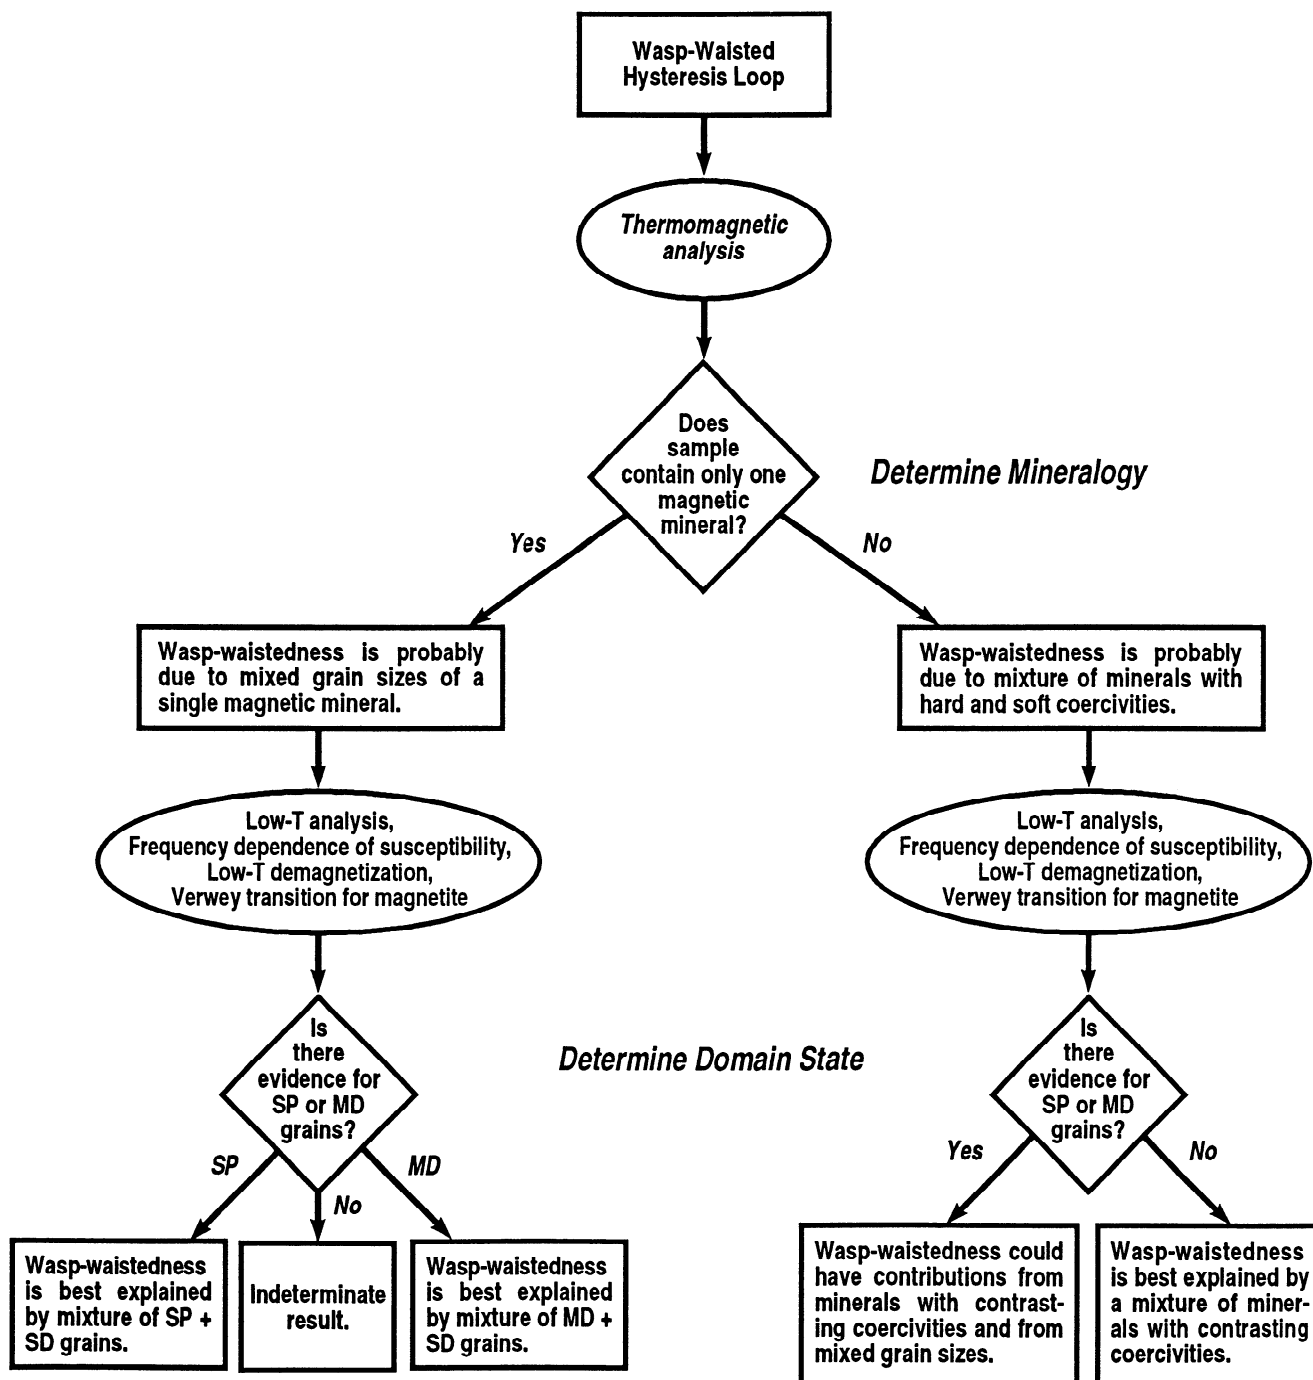 Wasp-Waisted
Hysteresis Loop
Thermomagnetic
analysis
Does
sample
contain only one
magnetic
mineral?
Determine Mineralogy
Yes
No
Wasp-waistedness is probably
due to mixed grain sizes of a
single magnetic mineral.
Wasp-waistedness is probably
due to mixture of minerals with
hard and soft coercivities.
Low-T analysis,
Frequency dependence of susceptibility,
Low-T demagnetization,
Verwey transition for magnetite
Low-T analysis,
Frequency dependence of susceptibility,
Low-T demagnetization,
Verwey transition for magnetite
Is
there
evidence for
SP or MD
grains?
Determine Domain State
Is
there
evidence for
SP or MD
grains?
SP
No
MD
Yes
No
Wasp-waistedness
is best explained
by mixture of SP +
SD grains.
Indeterminate
result.
Wasp-waistedness
is best explained
by mixture of MD +
SD grains.
Wasp-waistedness could
have contributions from
minerals with contrast-
ing coercivities and from
mixed grain sizes.
Wasp-waistedness
is best explained by
a mixture of miner-
als with contrasting
coercivities.